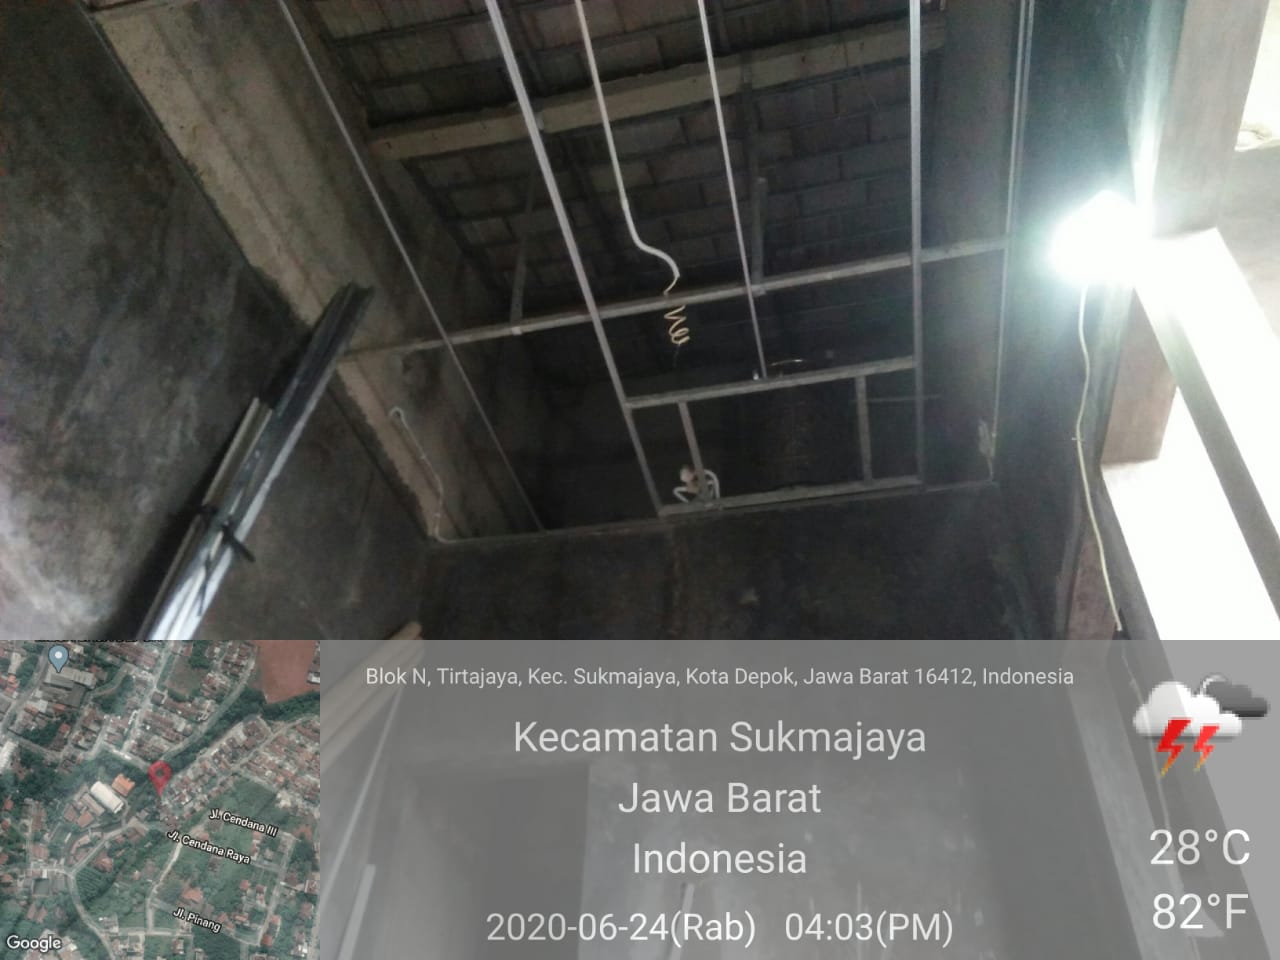 Blok N, Tirtajaya, Kec. Sukmajaya, Kota Depok, Jawa Barat 16412, Indonesia
Kecamatan Sukmajaya
Jawa Barat
Indonesia
2020-06-24(Rab) 04:03(PM)
28°C
82°F
Jl. Cendana III
Jl. Cendana Raya
Jl. Pinang
Google